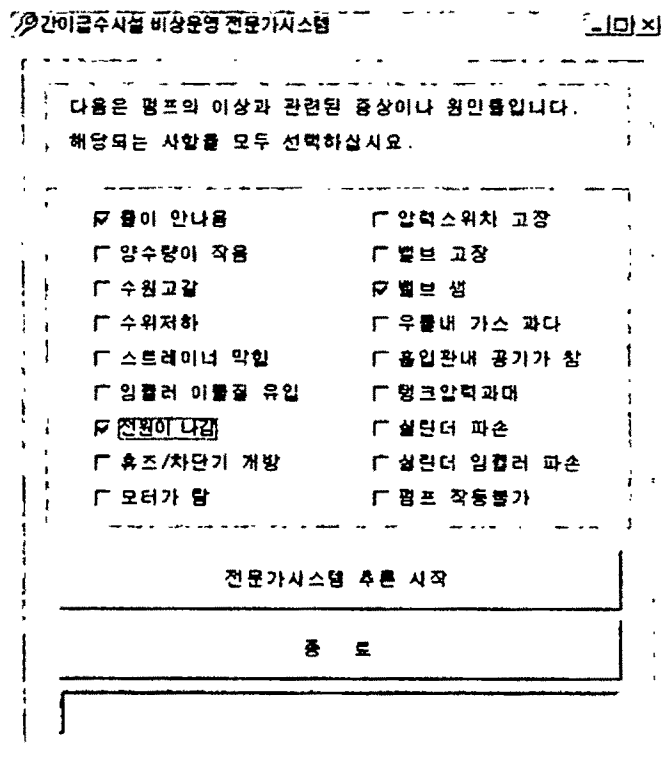 간이급수시설 비상운영 전문가시스템
다음은 펌프의 이상과 관련된 증상이나 원인들입니다.
해당되는 사항를 모두 선택하십시요.
물이 안나옴
압력스위차 고장
양수량이 작음
밸브 고장
수원고갈
밸브 샘
수위저하
우물내 가스 과다
스트레이너 막힘
흡입관내 공기가 참
임펠러 이물질 유입
탱크압력과대
전원이 나감
실린더 파손
휴즈/차단기 개방
실린더 임펠러 파손
모터가 탐
펌프 작동불가
전문가시스템 추론 시작
종 료